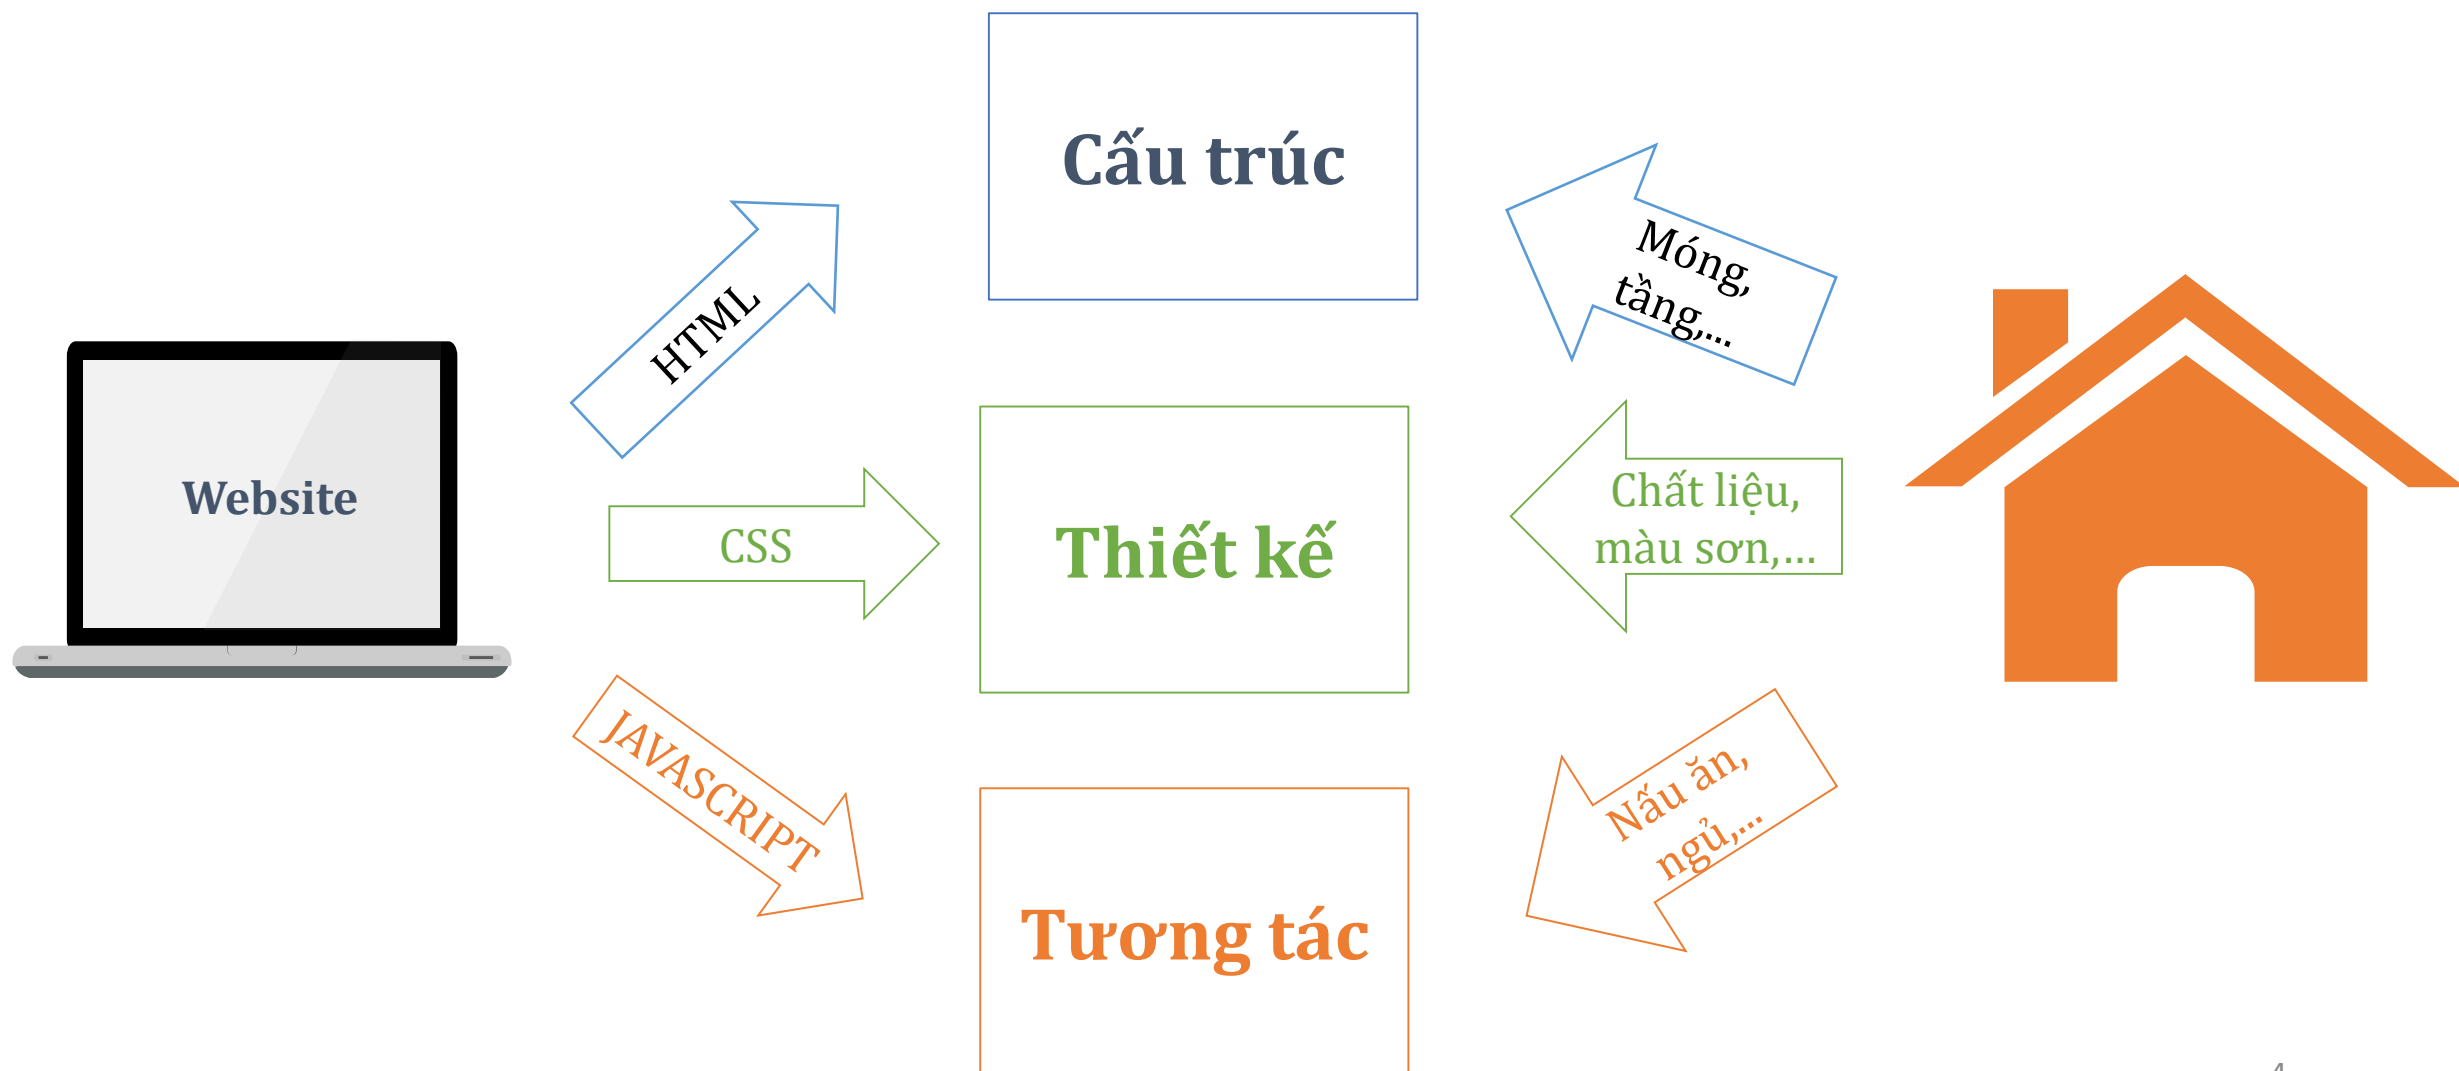 Cấu trúc
Móng,
tầng,...
HTML
Website
CSS
Thiết kế
Chất liệu,
màu sơn,...
JAVASCRIPT
Nấu ăn,
ngủ,...
Tương tác